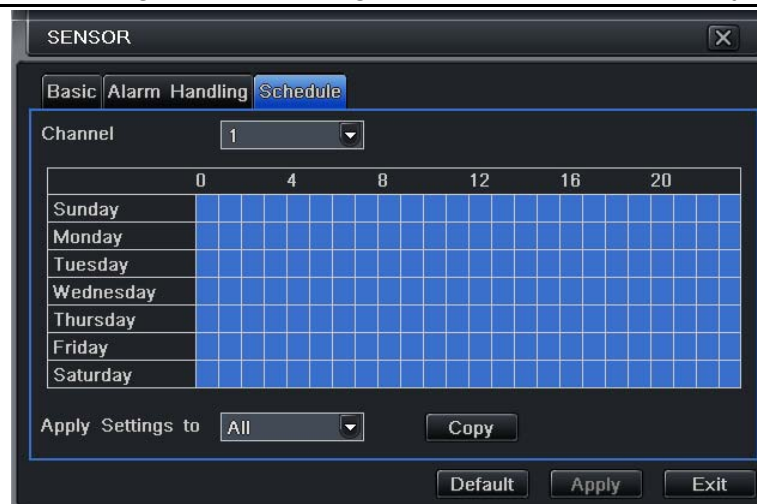 SENSOR
Basic Alarm Handling Schedule
Channel 1
0 4 8 12 16 20
Sunday
Monday
Tuesday
Wednesday
Thursday
Friday
Saturday
Apply Settings to All Copy
Default Apply Exit